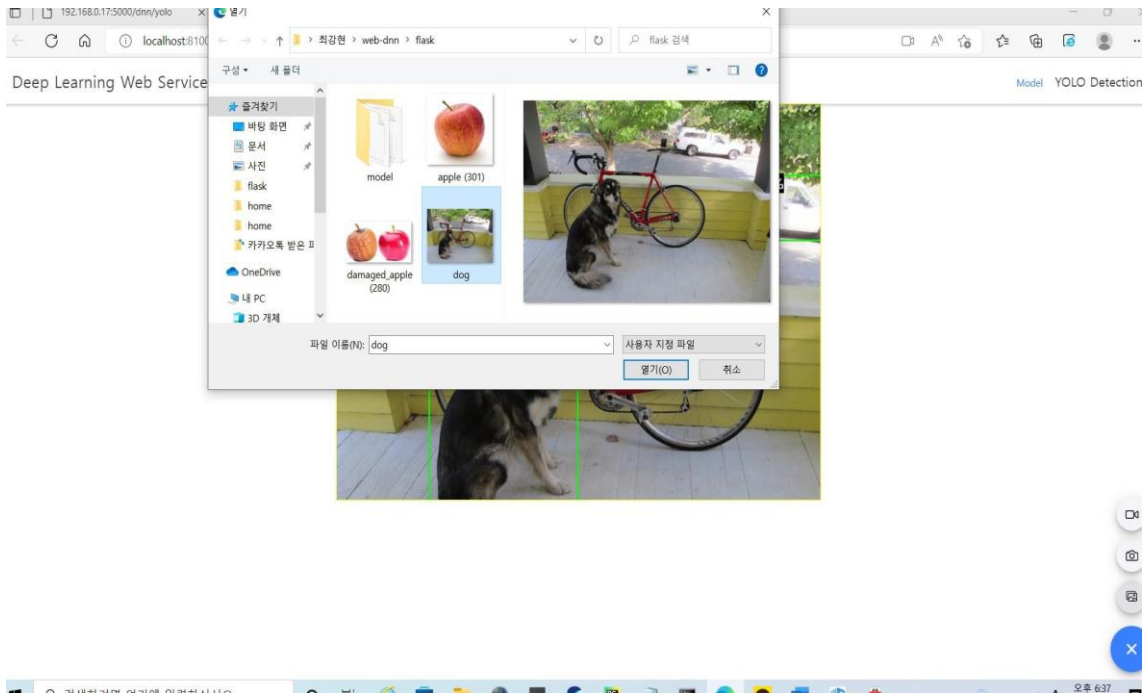 192.168.0.17:5000/dnn/yolo
열기
localhost:8100
최강현 > web-dnn > flask
flask 검색
구성
새 폴더
Deep Learning Web Service
Model YOLO Detection
즐겨찾기
바탕 화면
문서
사진
flask
home
home
카카오톡 받은 파
OneDrive
내 PC
3D 개체
model
apple (301)
damaged_apple (280)
dog
파일 이름(N): dog
사용자 지정 파일
열기(O)
취소
오후 6:37